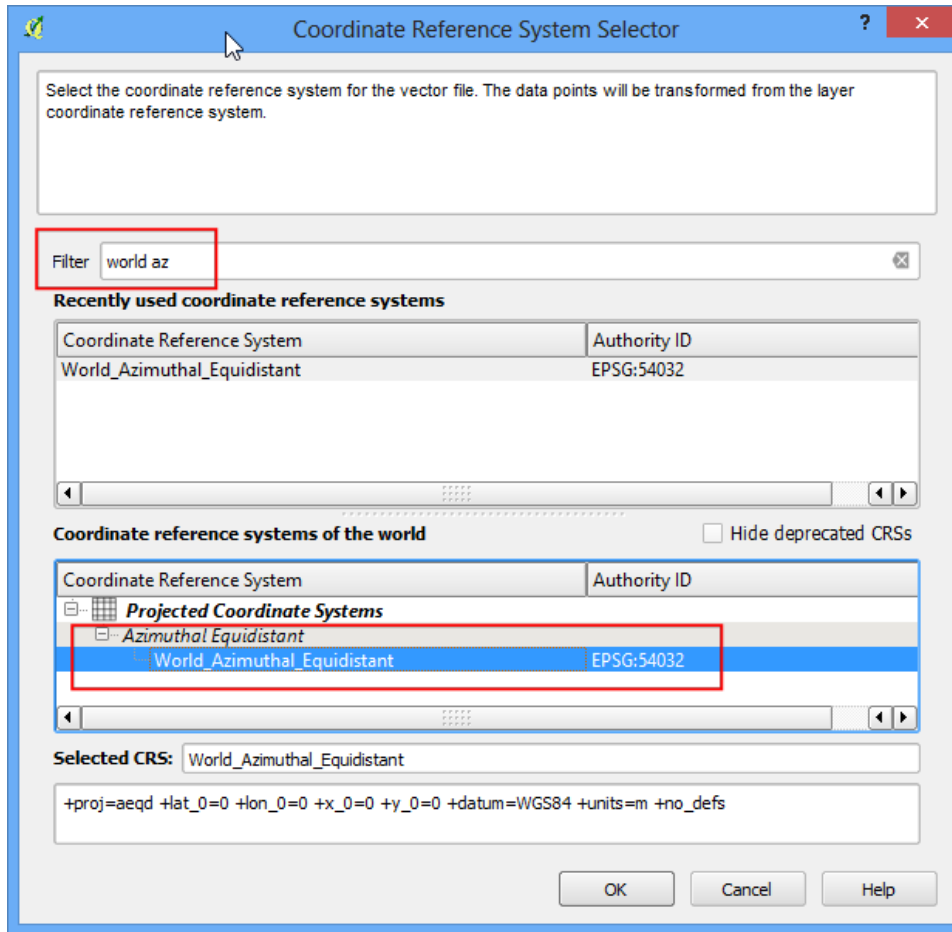 Coordinate Reference System Selector ? ×
Select the coordinate reference system for the vector file. The data points will be transformed from the layer
coordinate reference system.
Filter world az
Recently used coordinate reference systems
Coordinate Reference System Authority ID
World_Azimuthal_Equidistant EPSG:54032
Coordinate reference systems of the world Hide deprecated CRSs
Coordinate Reference System Authority ID
Projected Coordinate Systems
Azimuthal Equidistant
World_Azimuthal_Equidistant EPSG:54032
Selected CRS: World_Azimuthal_Equidistant
+proj=aeqd +lat_0=0 +lon_0=0 +x_0=0 +y_0=0 +datum=WGS84 +units=m +no_defs
OK Cancel Help